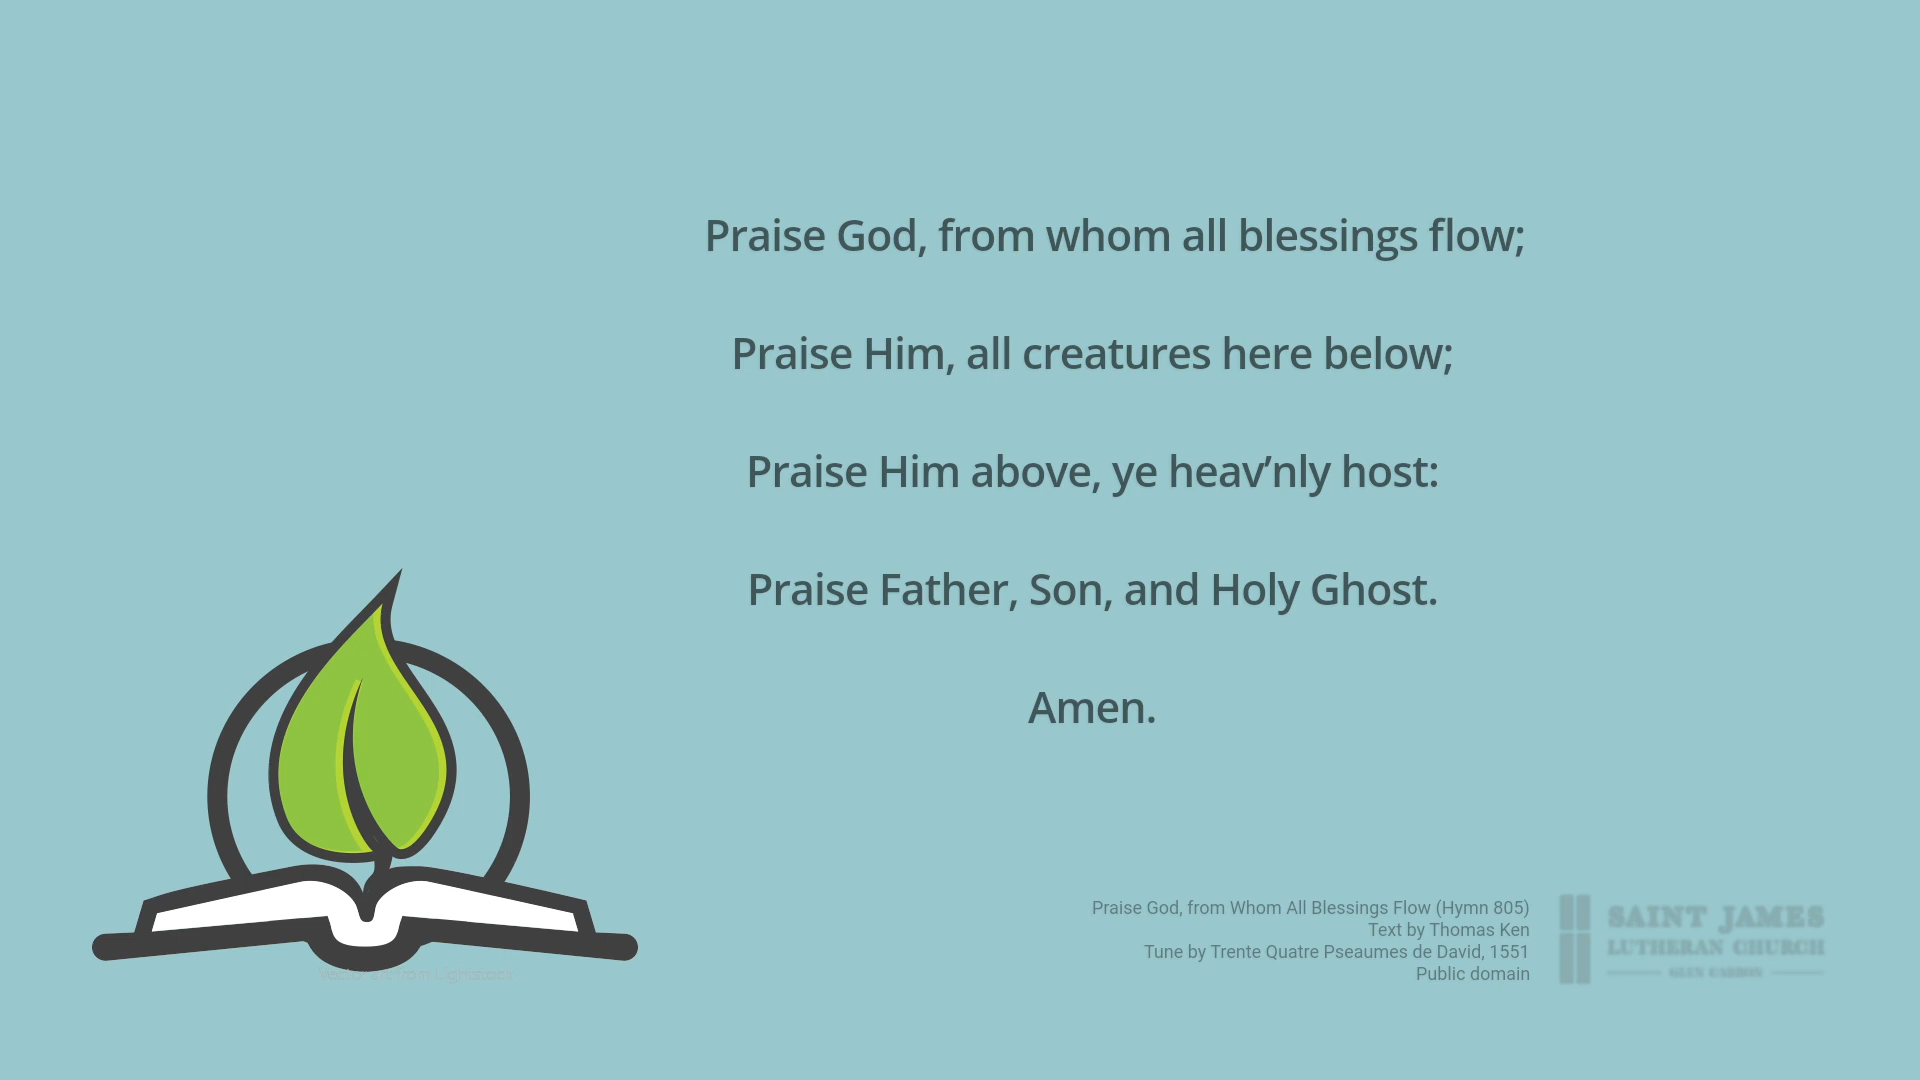 Praise God, from whom all blessings flow;
Praise Him, all creatures here below;
Praise Him above, ye heav’nly host:
Praise Father, Son, and Holy Ghost.
Amen.
Praise God, from Whom All Blessings Flow (Hymn 805)
Text by Thomas Ken
Tune by Trente Quatre Pseaumes de David, 1551
Public domain
SAINT JAMES
LUTHERAN CHURCH
GLEN CARBON